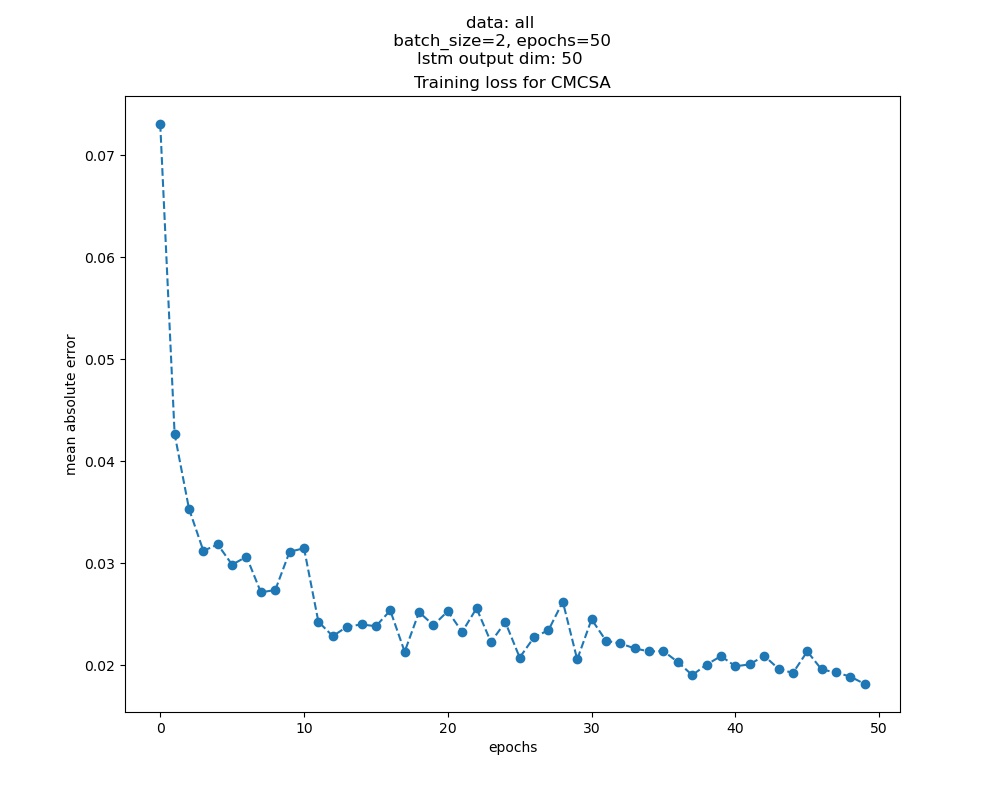 data: all
batch_size=2, epochs=50
lstm output dim: 50
Training loss for CMCSA
0.07
0.06
0.05
0.04
0.03
0.02
mean absolute error
0 10 20 30 40 50
epochs